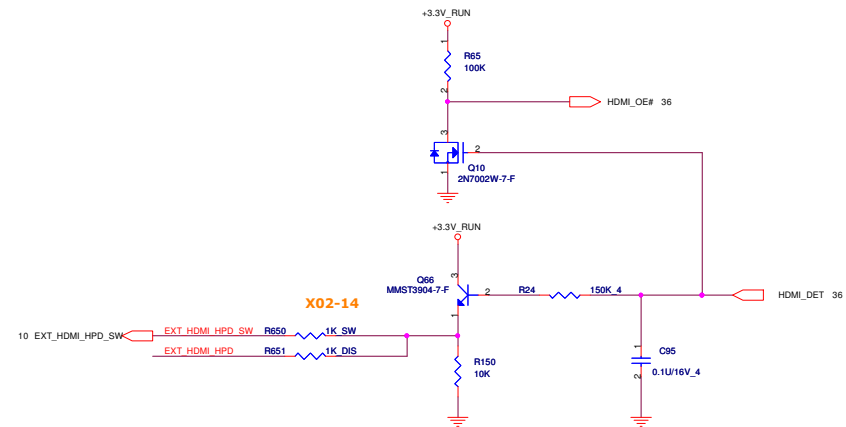 +3.3V_RUN
1
R65
100K
2
HDMI_OE# 36
3
2
Q10
1
2N7002W-7-F
+3.3V_RUN
3
Q66
MMST3904-7-F
2
R24
150K_4
HDMI_DET 36
X02-14
1
10 EXT_HDMI_HPD_SW
EXT_HDMI_HPD_SW
R650
1K_SW
EXT_HDMI_HPD
R651
1K_DIS
R150
10K
1
C95
2
0.1U/16V_4